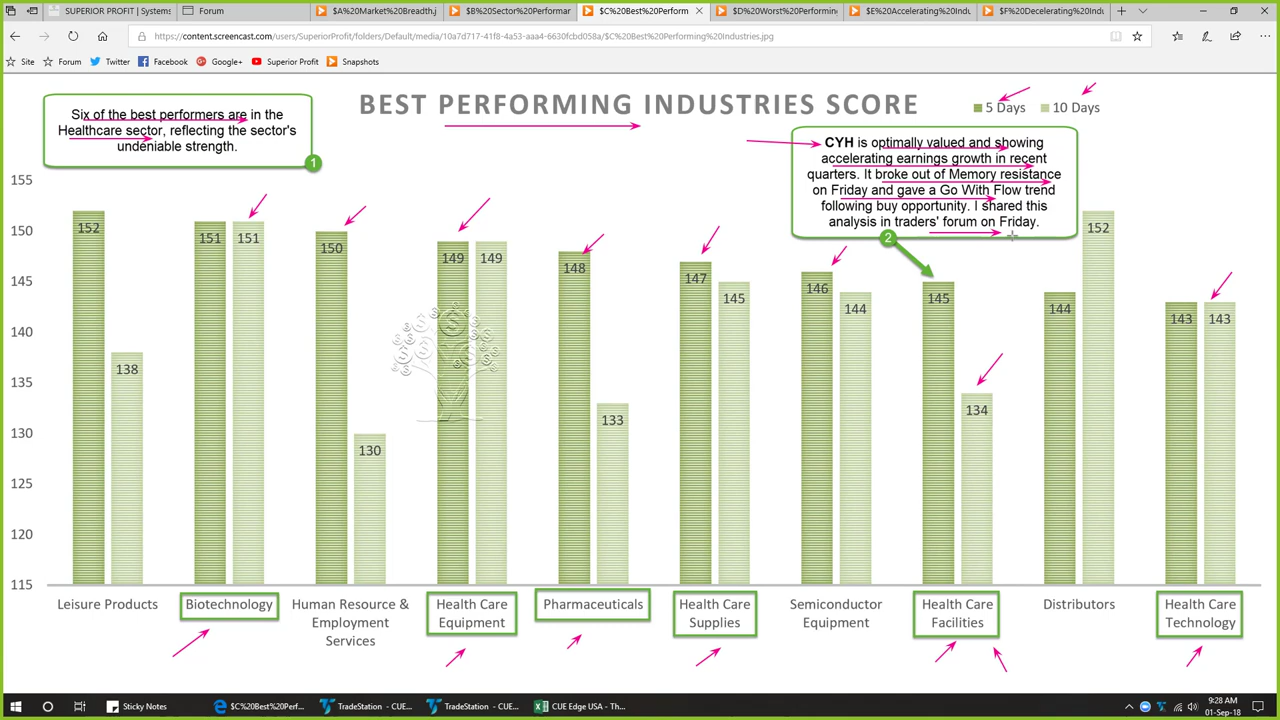 SUPERIOR PROFIT | Systems
Forum
$A%20Market%20Breadth.j
$B%20Sector%20Performar
$C%20Best%20Perform
$D%20Worst%20Performing
$E%20Accelerating%20Indu
$F%20Decelerating%20Indu
https://content.screencast.com/users/SuperiorProfit/folders/Default/media/10a7d717-41f8-4a53-aaa4-6630fcbd058a/$C%20Best%20Performing%20Industries.jpg
Site
Forum
Twitter
Facebook
Google+
Superior Profit
Snapshots
Six of the best performers are in the
Healthcare sector, reflecting the sector's
undeniable strength.
1
BEST PERFORMING INDUSTRIES SCORE
5 Days
10 Days
CYH is optimally valued and showing
accelerating earnings growth in recent
quarters. It broke out of Memory resistance
on Friday and gave a Go With Flow trend
following buy opportunity. I shared this
analysis in traders' forum on Friday.
2
155
150
145
140
135
130
125
120
115
152
138
151
151
150
130
149
149
148
133
147
145
146
144
145
134
144
152
143
143
Leisure Products
Biotechnology
Human Resource &
Employment
Services
Health Care
Equipment
Pharmaceuticals
Health Care
Supplies
Semiconductor
Equipment
Health Care
Facilities
Distributors
Health Care
Technology
Sticky Notes
$C%20Best%20Perf...
TradeStation - CUE...
TradeStation - CUE...
CUE Edge USA - Th...
9:28 AM
01-Sep-18